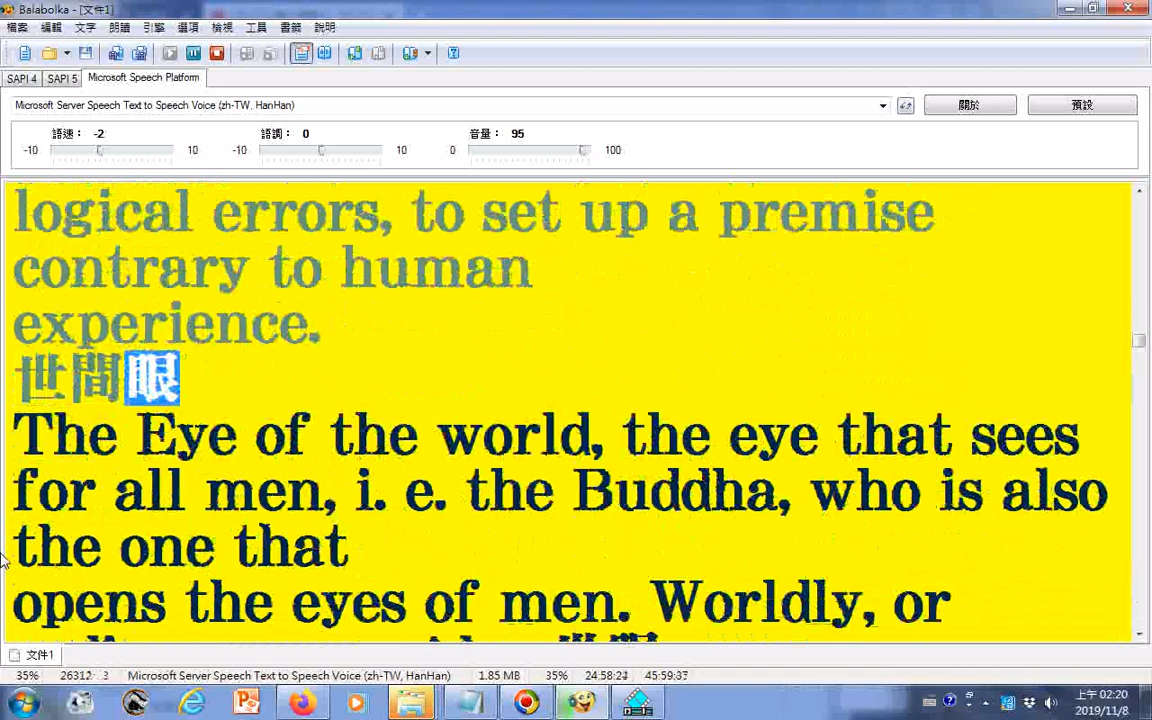 Balabolka - [文件1]
檔案 編輯 文字 朗讀 引擎 選項 檢視 工具 書籤 說明
SAPI 4 SAPI 5 Microsoft Speech Platform
Microsoft Server Speech Text to Speech Voice (zh-TW, HanHan) 關於 預設
語速： -2 語調： 0 音量： 95
-10 10 -10 10 0 100
logical errors, to set up a premise
contrary to human
experience.
世間眼
The Eye of the world, the eye that sees
for all men, i. e. the Buddha, who is also
the one that
opens the eyes of men. Worldly, or
文件1
35% Microsoft Server Speech Text to Speech Voice (zh-TW, HanHan) 1.85 MB 35% 45:59:37
上午 02:20
2019/11/8